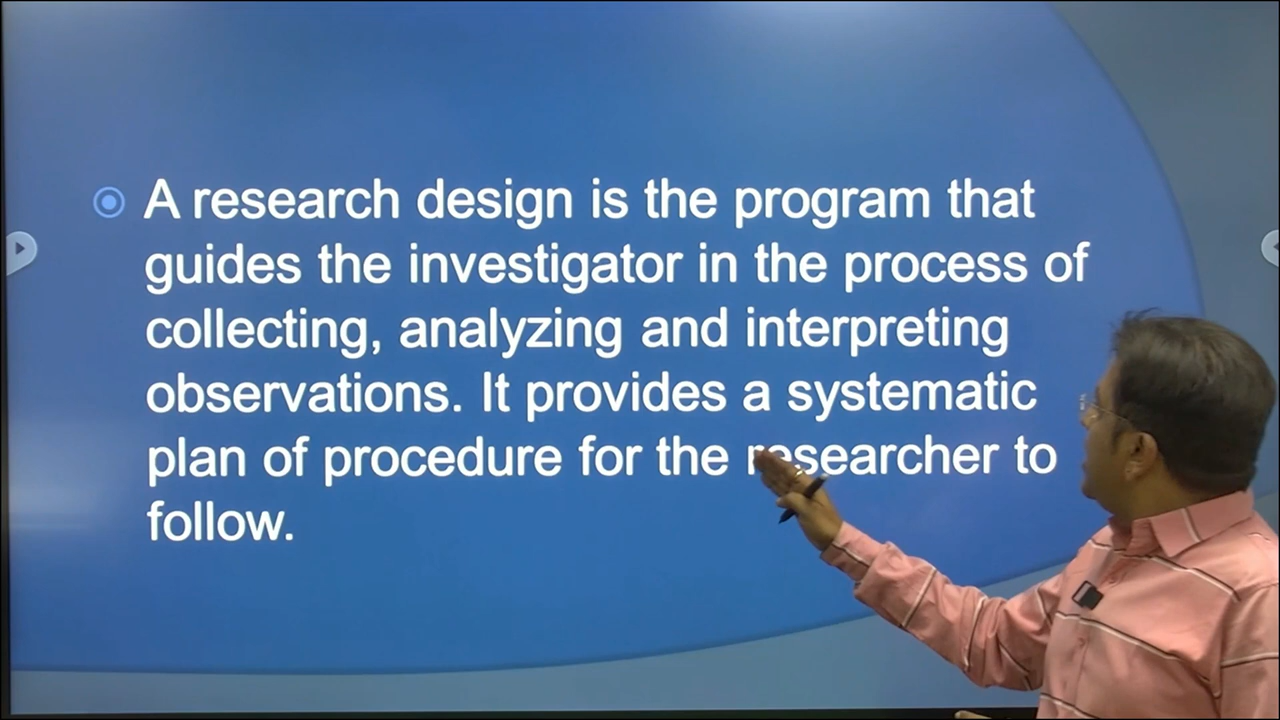 A research design is the program that
guides the investigator in the process of
collecting, analyzing and interpreting
observations. It provides a systematic
plan of procedure for the researcher to
follow.